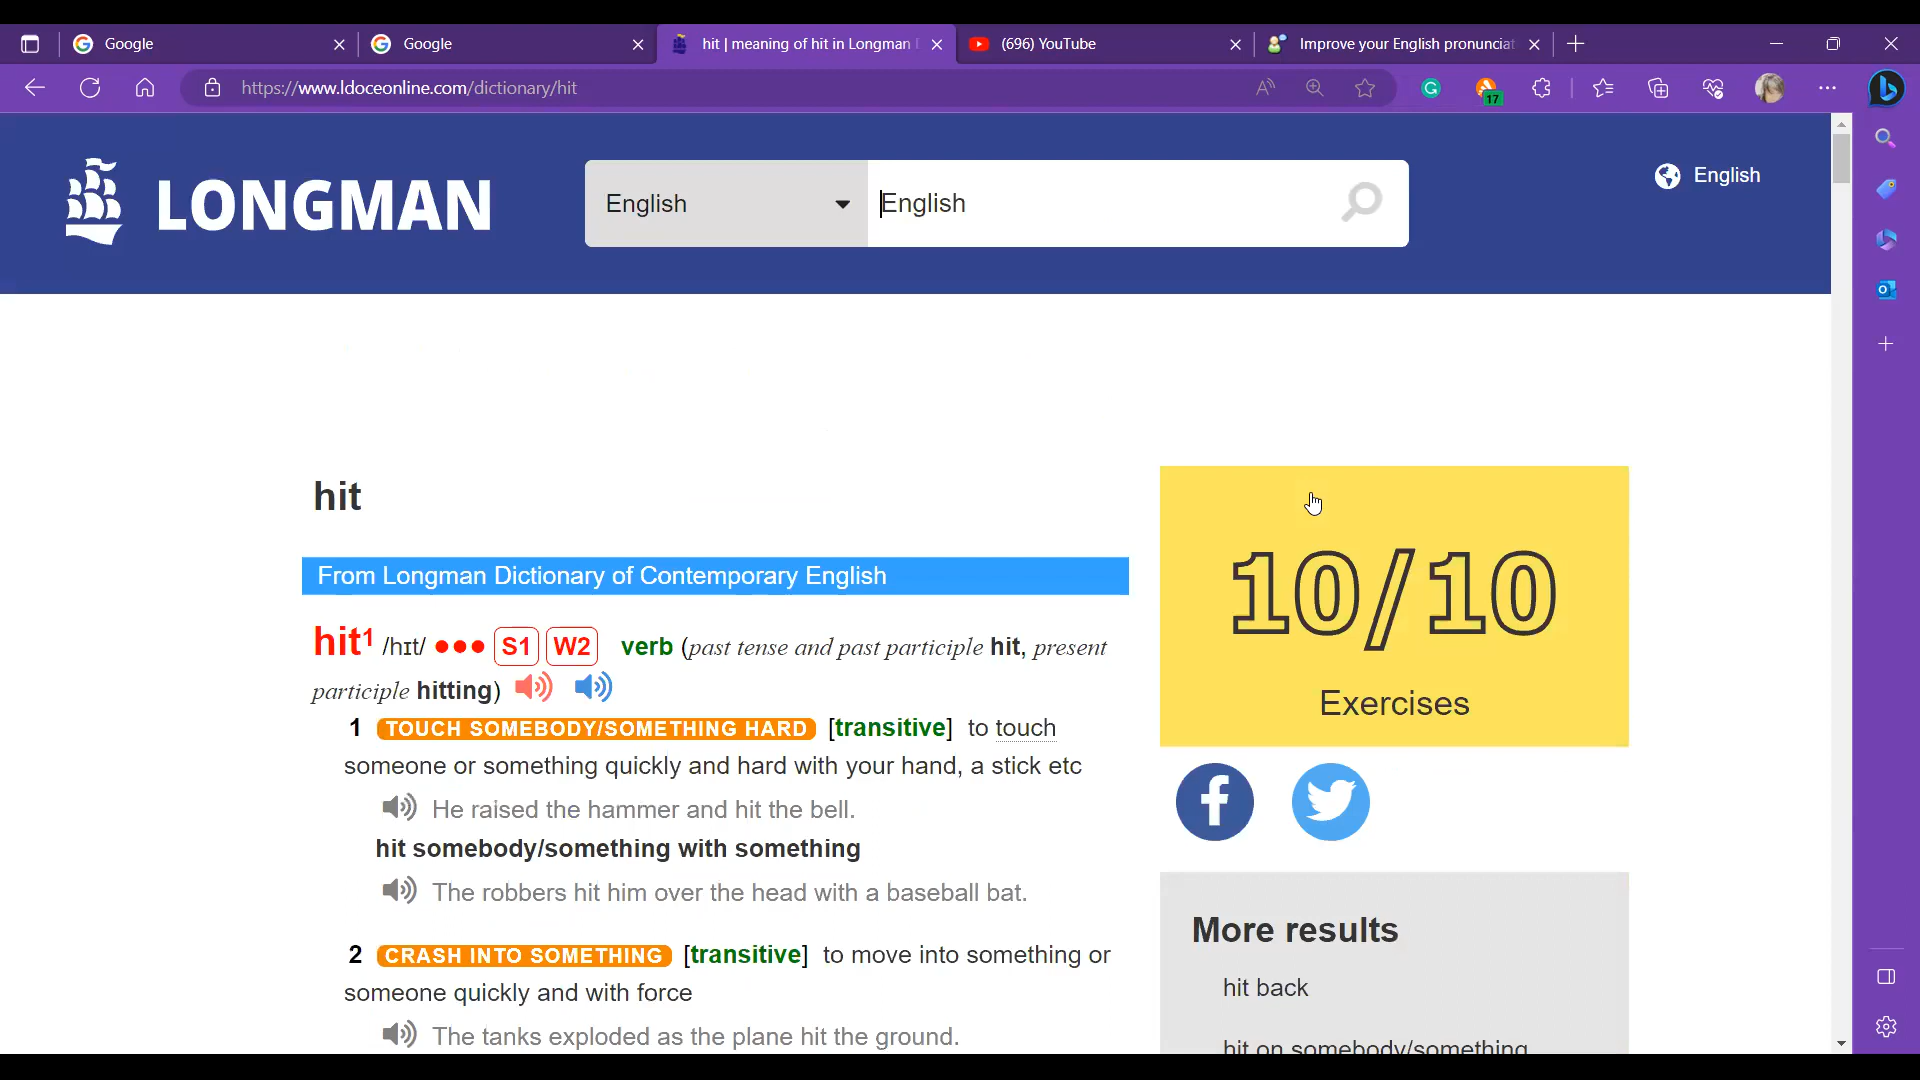 Google
Google
hit | meaning of hit in Longman
(696) YouTube
Improve your English pronunciat
https://www.ldoceonline.com/dictionary/hit
17
LONGMAN
English
English
English
hit
From Longman Dictionary of Contemporary English
hit1 /hɪt/ ●●● S1 W2 verb (past tense and past participle hit, present
participle hitting)
1 TOUCH SOMEBODY/SOMETHING HARD [transitive] to touch
someone or something quickly and hard with your hand, a stick etc
He raised the hammer and hit the bell.
hit somebody/something with something
The robbers hit him over the head with a baseball bat.
2 CRASH INTO SOMETHING [transitive] to move into something or
someone quickly and with force
The tanks exploded as the plane hit the ground.
10/10
Exercises
More results
hit back
hit on somebody/something